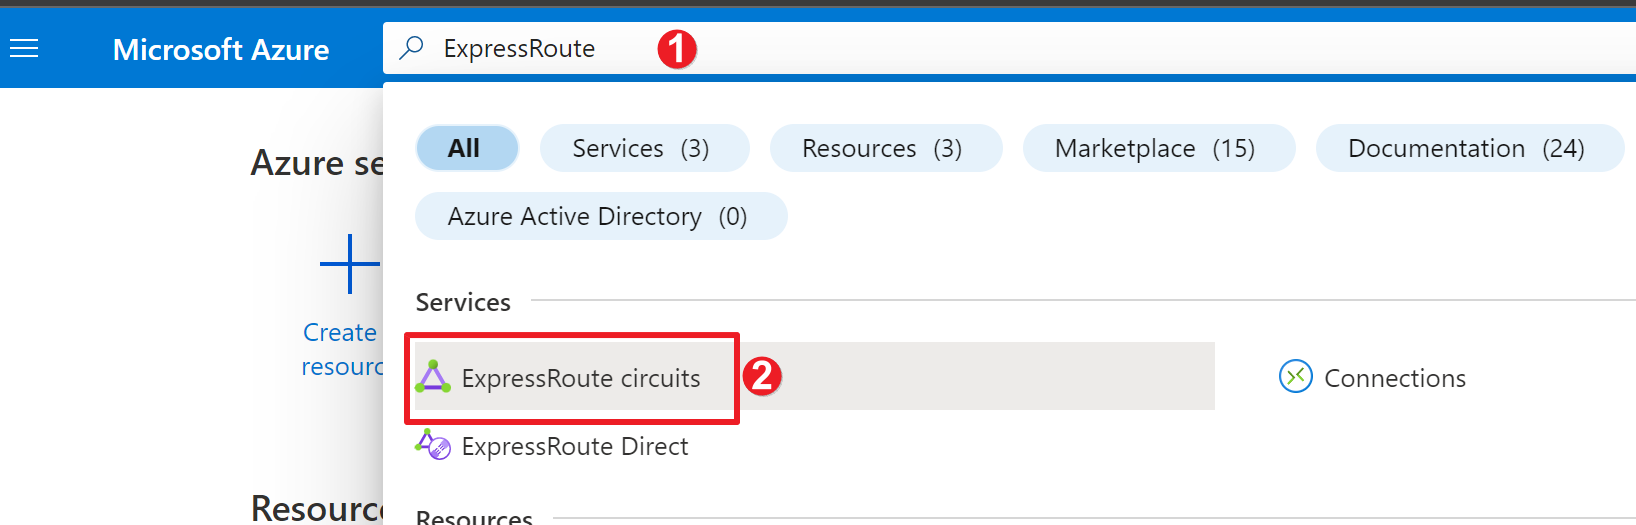 Microsoft Azure
ExpressRoute 1
All Services (3) Resources (3) Marketplace (15) Documentation (24)
Azure Active Directory (0)
Azure se
Services
Create
resourc
ExpressRoute circuits 2 Connections
ExpressRoute Direct
Resourc
Resources